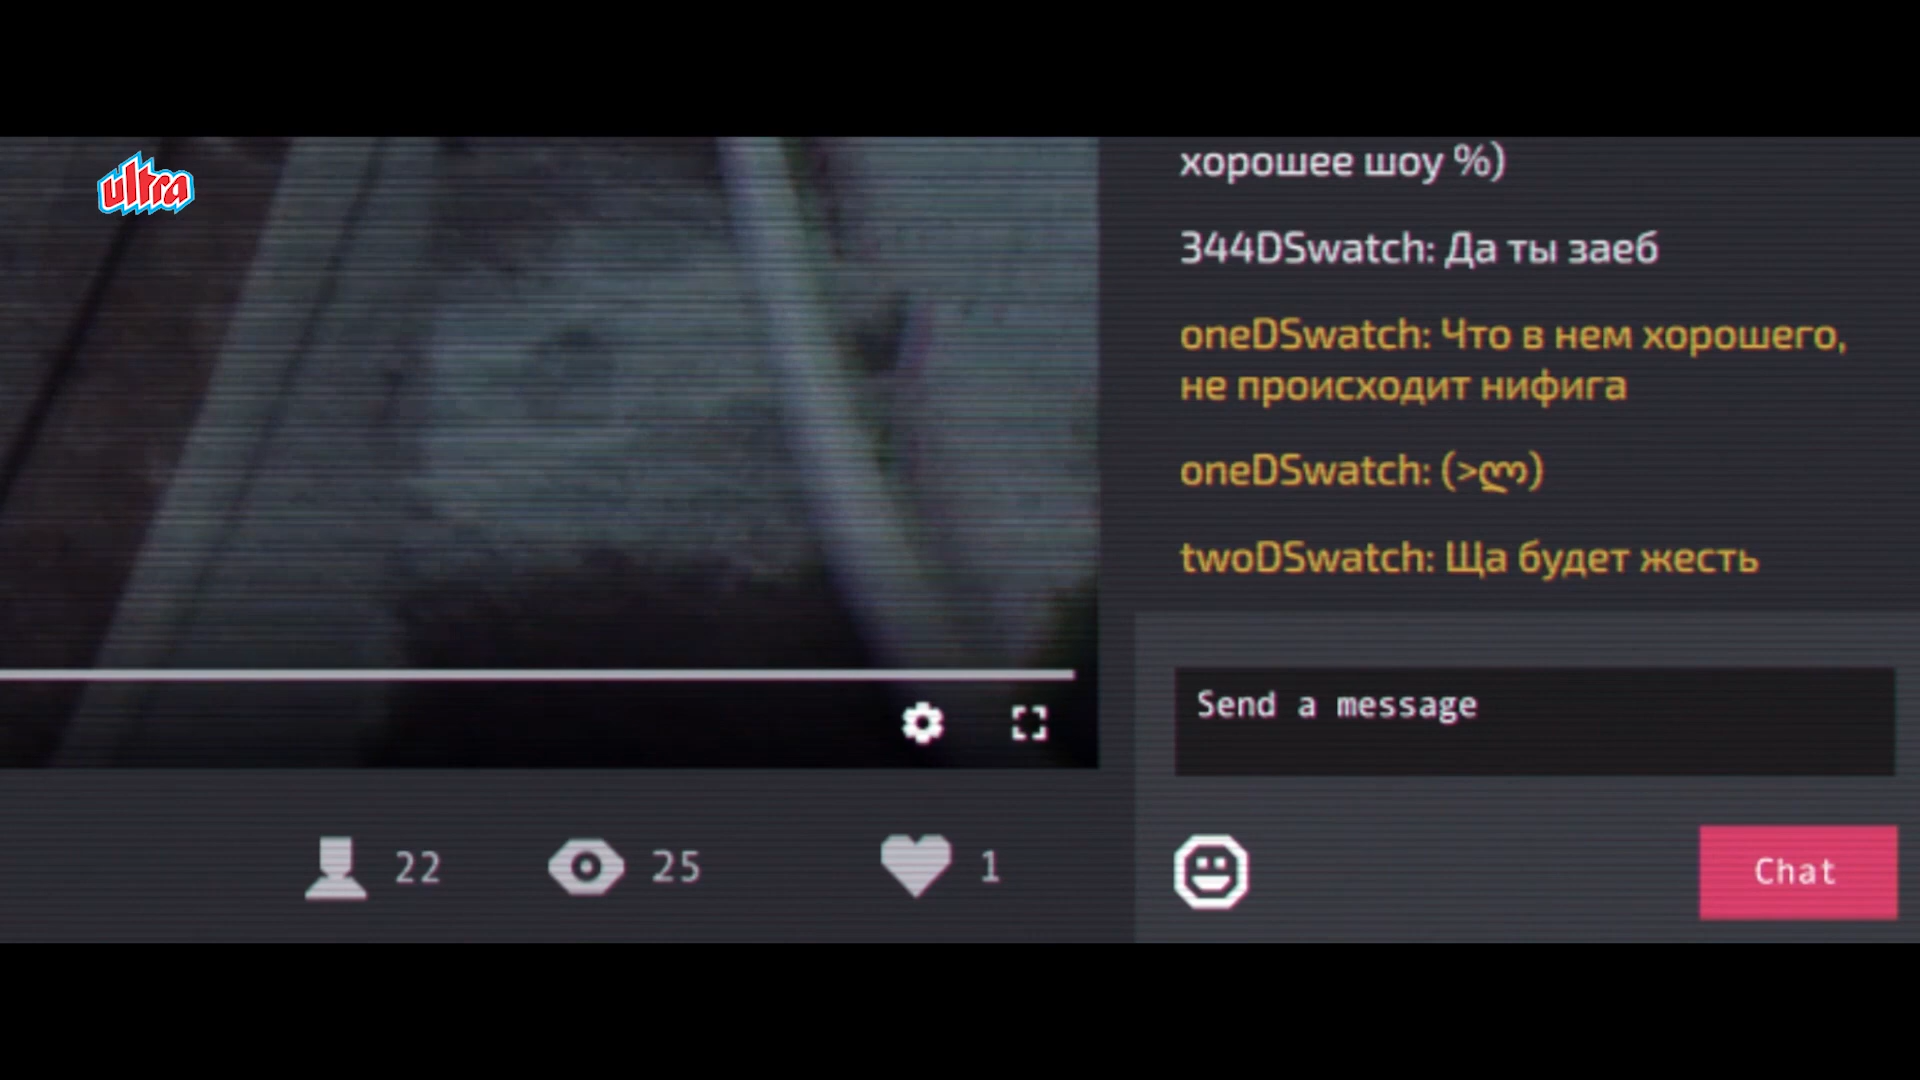 ultra
хорошее шоу %)
344DSwatch: Да ты заеб
oneDSwatch: Что в нем хорошего,
не происходит нифига
oneDSwatch: (>ლ)
twoDSwatch: Ща будет жесть
Send a message
22
25
1
Chat